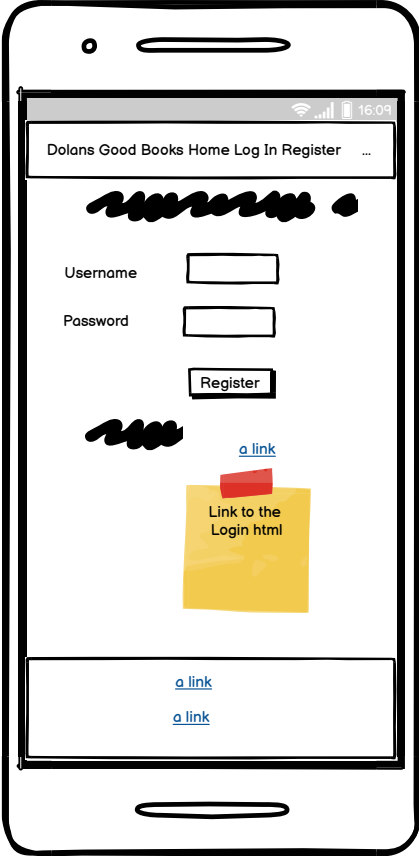 16:09
Dolans Good Books Home Log In Register ...
Username
Password
Register
a link
Link to the
Login html
a link
a link